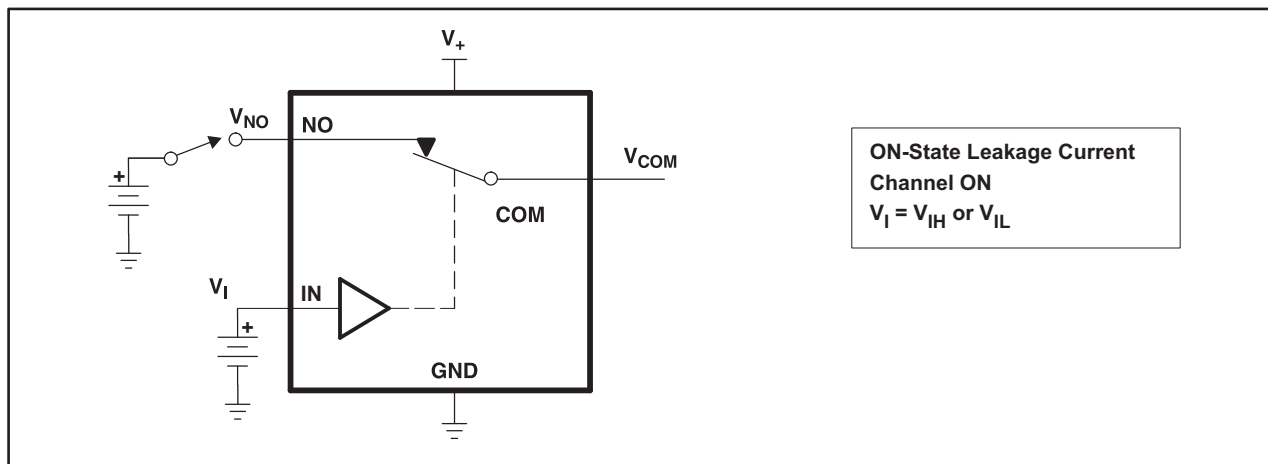 V+
VNO
NO
VCOM
+
COM
VI
IN
+
GND
ON-State Leakage Current
Channel ON
VI = VIH or VIL